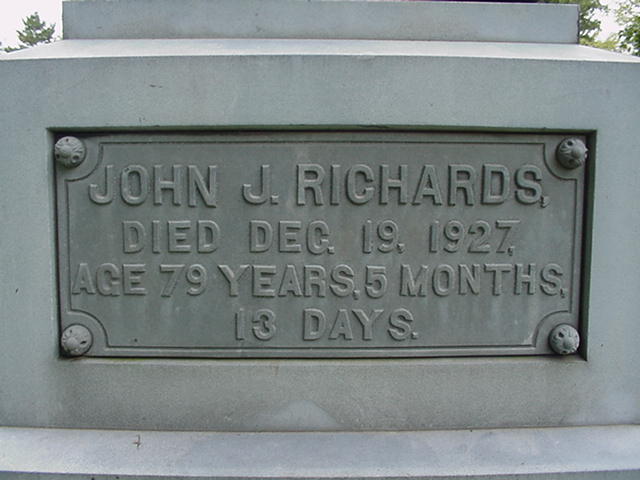 JOHN J. RICHARDS,
DIED DEC. 19, 1927,
AGE 79 YEARS, 5 MONTHS,
13 DAYS.